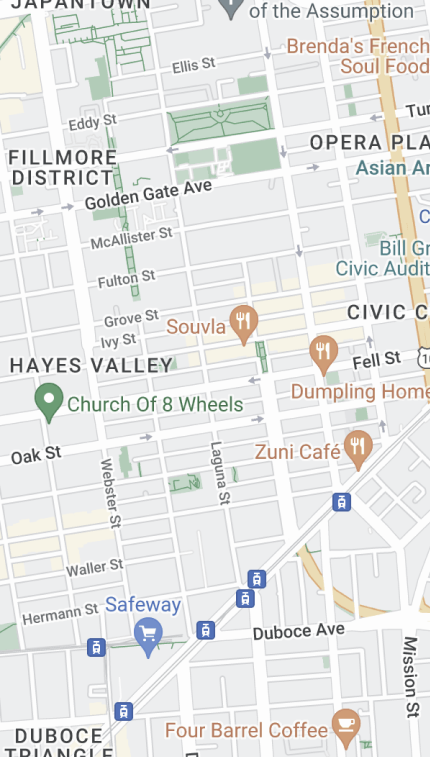 JAPANTOWN
of the Assumption
Brenda's French
Soul Food
Ellis St
Eddy St
Tur
OPERA PLA
FILLMORE
DISTRICT
Asian Ar
Golden Gate Ave
McAllister St
Bill Gr
Civic Audit
Fulton St
Grove St
Souvla
CIVIC C
Ivy St
HAYES VALLEY
Fell St
Dumpling Home
Church Of 8 Wheels
Zuni Café
Oak St
Laguna St
Webster St
Waller St
Hermann St
Safeway
Duboce Ave
Mission St
Four Barrel Coffee
DUBOCE
TRIANGLE